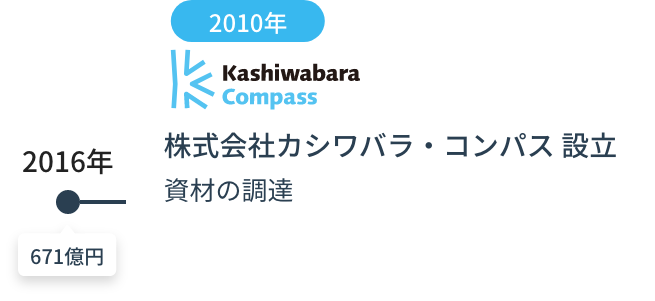 2010年
Kashiwabara
Compass
株式会社カシワバラ・コンパス 設立
資材の調達
2016年
671億円